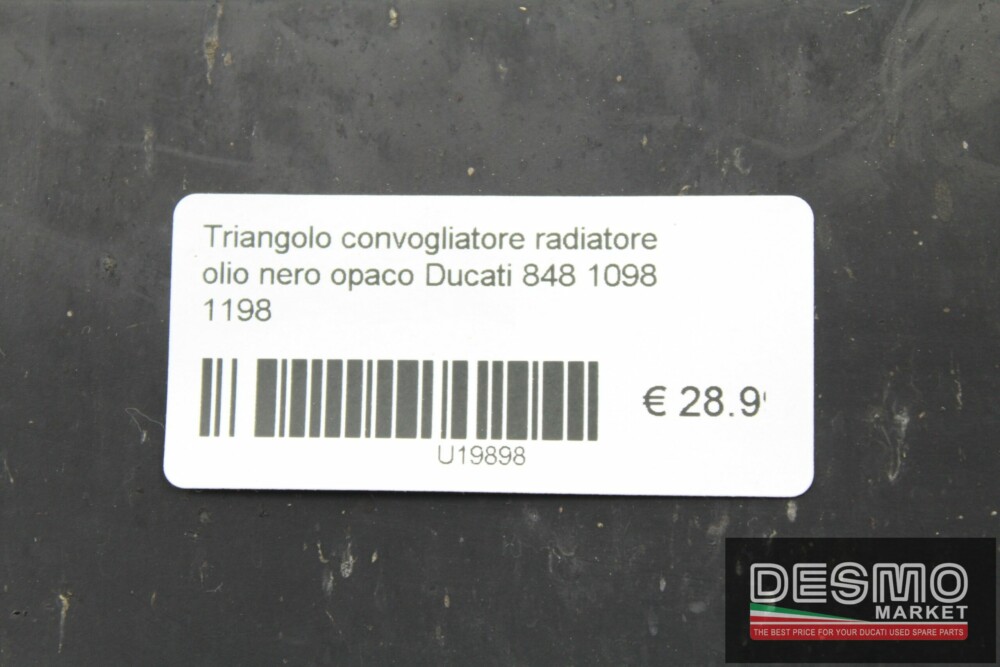 Triangolo convogliatore radiatore
olio nero opaco Ducati 848 1098
1198
€ 28.9
U19898
DESMO
MARKET
THE BEST PRICE FOR YOUR DUCATI USED SPARE PARTS